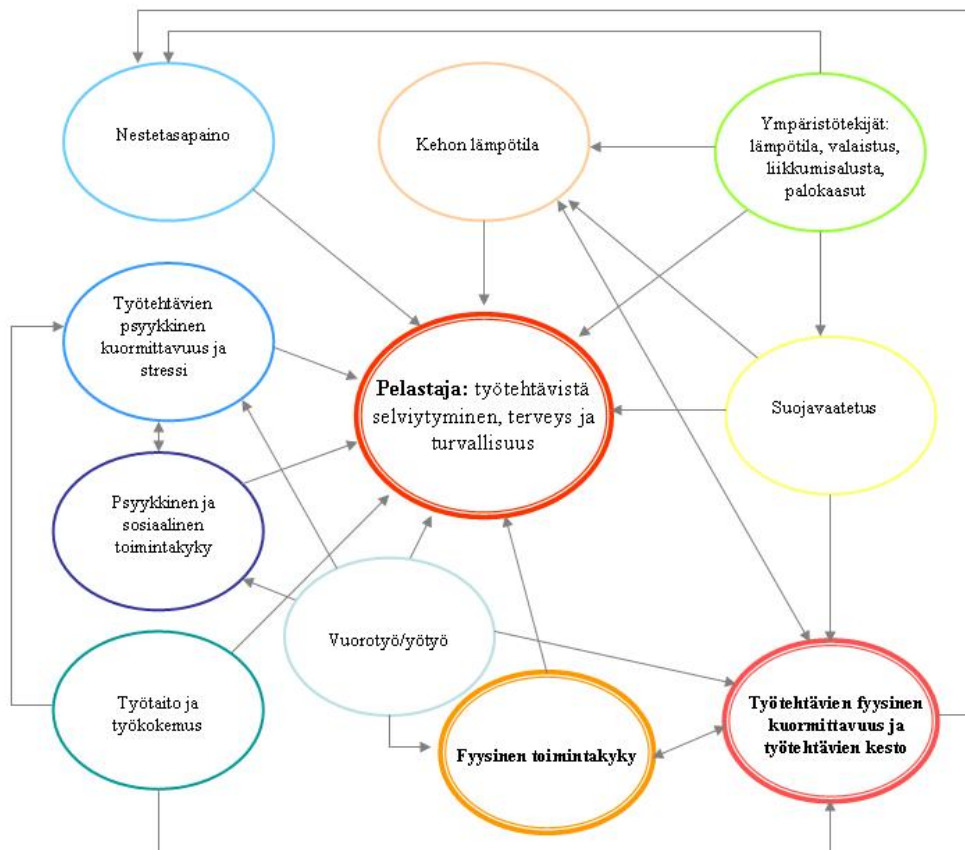 Nestetasapaino
Kehon lämpötila
Ympäristötekijät:
lämpötila, valaistus,
liikkumisalusta,
palokaasut
Työtehtävien
psyykkinen
kuormittavuus ja
stressi
Pelastaja: työtehtävistä
selviytyminen, terveys ja
turvallisuus
Suojavaatetus
Psyykkinen ja
sosiaalinen
toimintakyky
Vuorotyö/yötyö
Työtaito ja
työkokemus
Fyysinen toimintakyky
Työtehtävien fyysinen
kuormittavuus ja
työtehtävien kesto